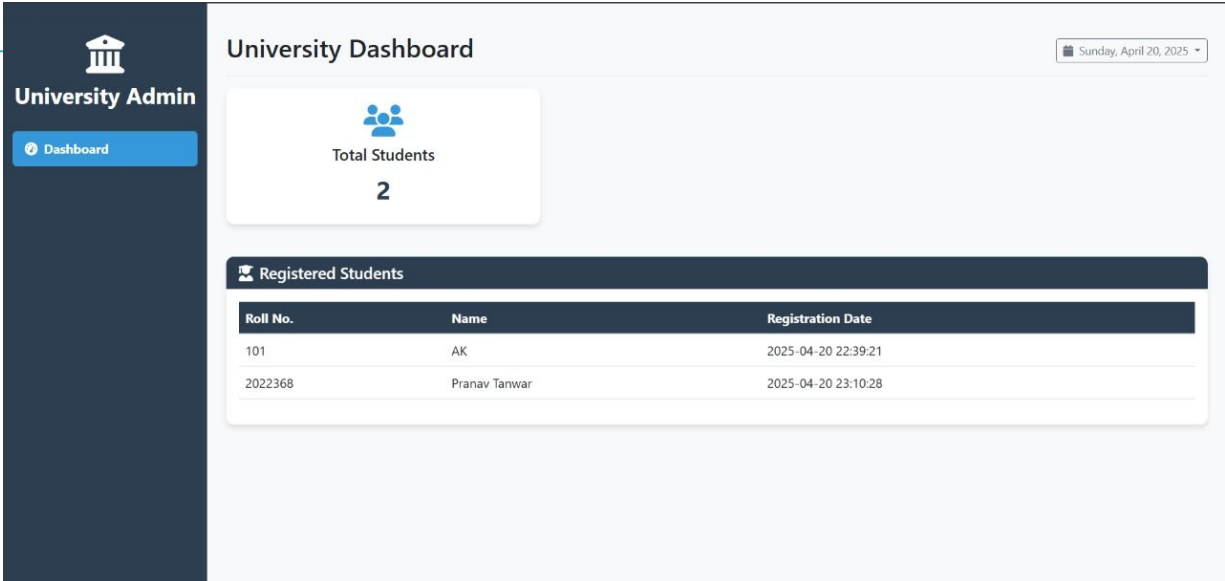 University Admin
Dashboard
University Dashboard
Sunday, April 20, 2025
Total Students
2
Registered Students
Roll No. Name Registration Date
101 AK 2025-04-20 22:39:21
2022368 Pranav Tanwar 2025-04-20 23:10:28